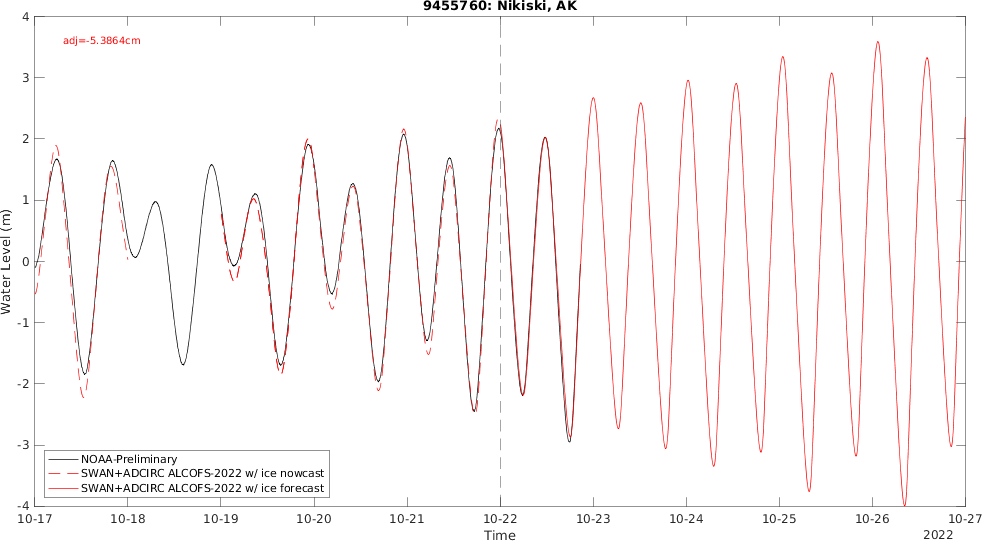 9455760: Nikiski, AK
adj=-5.3864cm
4
3
2
1
0
-1
-2
-3
-4
Water Level (m)
NOAA-Preliminary
SWAN+ADCIRC ALCOFS-2022 w/ ice nowcast
SWAN+ADCIRC ALCOFS-2022 w/ ice forecast
10-17 10-18 10-19 10-20 10-21 10-22 10-23 10-24 10-25 10-26 10-27
Time
2022